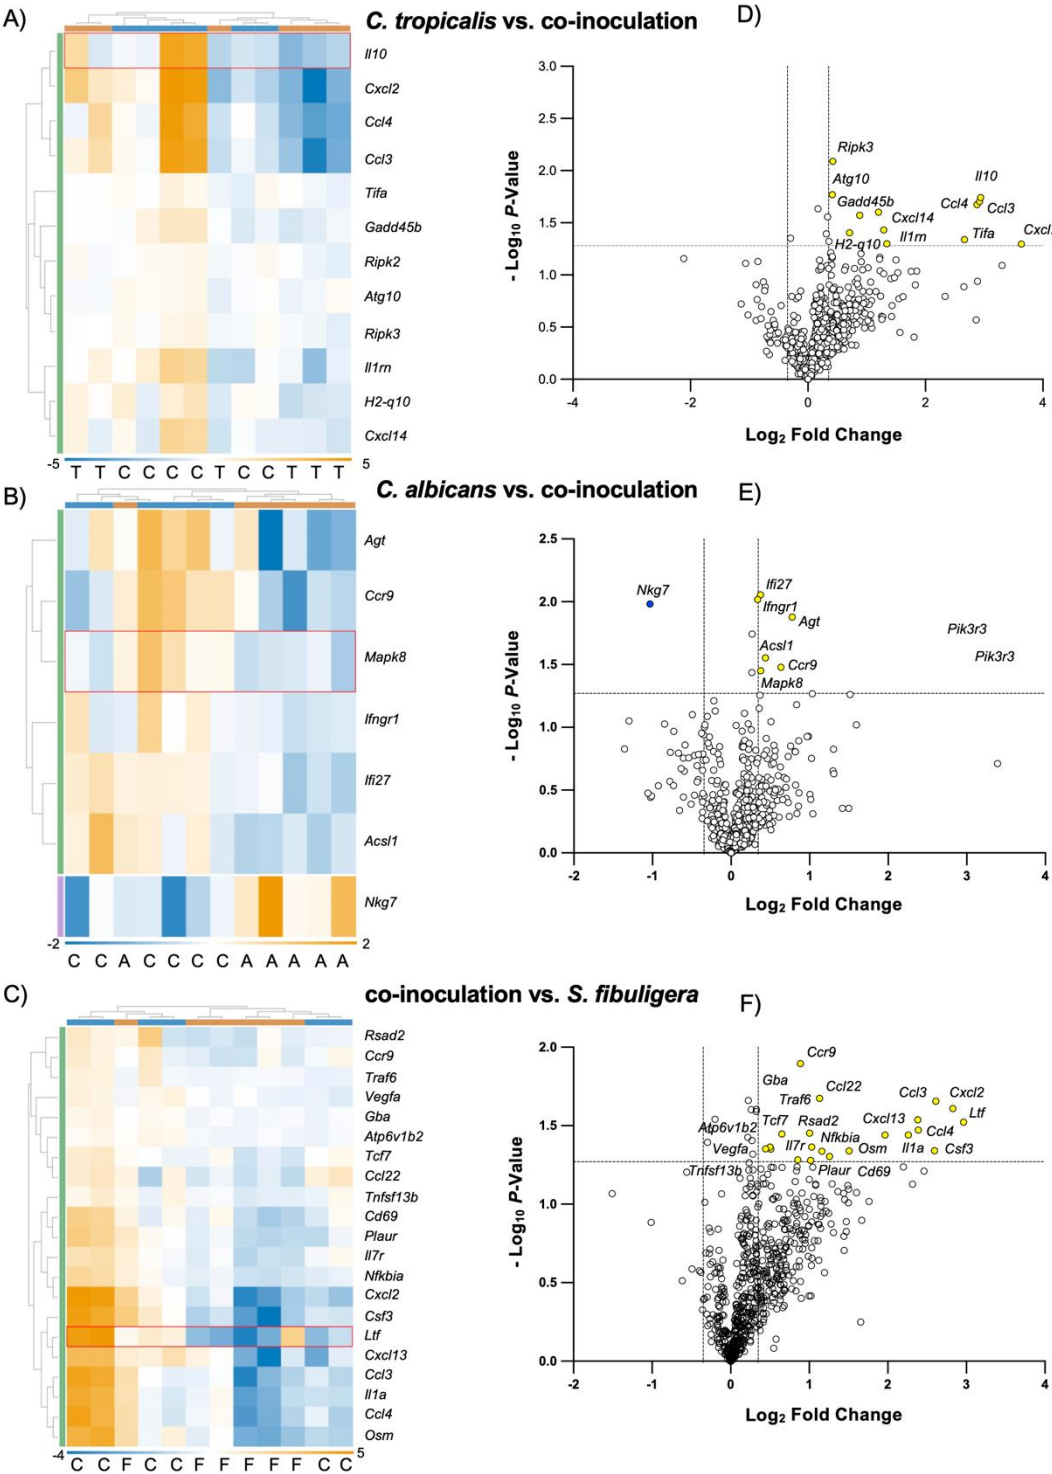 A)
C. tropicalis vs. co-inoculation
Il10
Cxcl2
Ccl4
Ccl3
Tifa
Gadd45b
Ripk2
Atg10
Ripk3
Il1rn
H2-q10
Cxcl14
-5 5
T T C C C C T C C T T T
D)
3.0
2.5
2.0
1.5
1.0
0.5
0.0
- Log10 P-Value
Ripk3
Atg10
Il10
Gadd45b
Ccl4
Ccl3
Cxcl14
Cxcl.
H2-q10
Il1rn
Tifa
-4 -2 0 2 4
Log2 Fold Change
B)
C. albicans vs. co-inoculation
Agt
Ccr9
Mapk8
Ifngr1
Ifi27
Acsl1
Nkg7
-2 2
C C A C C C C A A A A A
E)
2.5
2.0
1.5
1.0
0.5
0.0
- Log10 P-Value
Nkg7
Ifi27
Ifngr1
Agt
Pik3r3
Acsl1
Pik3r3
Ccr9
Mapk8
-2 -1 0 1 2 3 4
Log2 Fold Change
C)
co-inoculation vs. S. fibuligera
Rsad2
Ccr9
Traf6
Vegfa
Gba
Atp6v1b2
Tcf7
Ccl22
Tnfsf13b
Cd69
Plaur
Il7r
Nfkbia
Cxcl2
Csf3
Ltf
Cxcl13
Ccl3
Il1a
Ccl4
Osm
-4 5
C C F C C F F F F F C C
F)
2.0
1.5
1.0
0.5
0.0
- Log10 P-Value
Ccr9
Gba
Ccl22
Traf6
Ccl3
Cxcl2
Tcf7
Rsad2
Cxcl13
Ltf
Atp6v1b2
Nfkbia
Ccl4
Vegfa
Il7r
Osm
Il1a
Csf3
Tnfsf13b
Plaur
Cd69
-2 -1 0 1 2 3 4
Log2 Fold Change